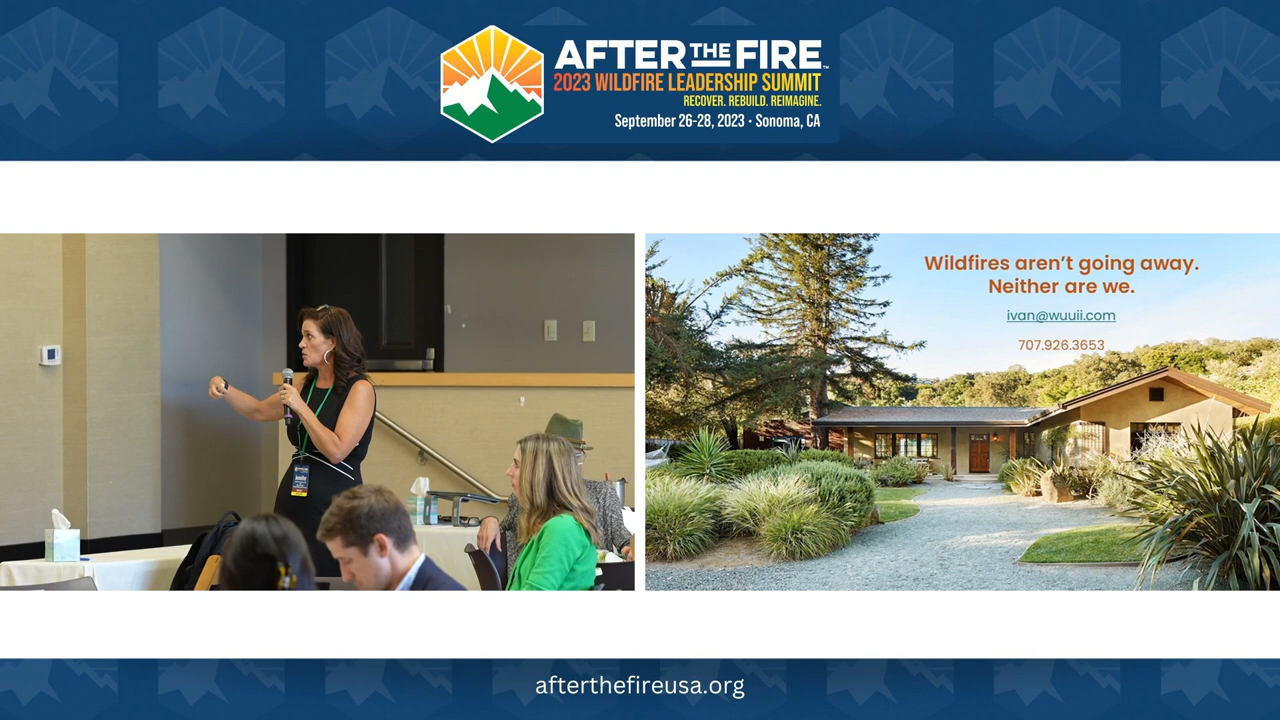 AFTER THE FIRE™
2023 WILDFIRE LEADERSHIP SUMMIT
RECOVER. REBUILD. REIMAGINE.
September 26-28, 2023 • Sonoma, CA
Wildfires aren’t going away.
Neither are we.
ivan@wuuii.com
707.926.3653
afterthefireusa.org